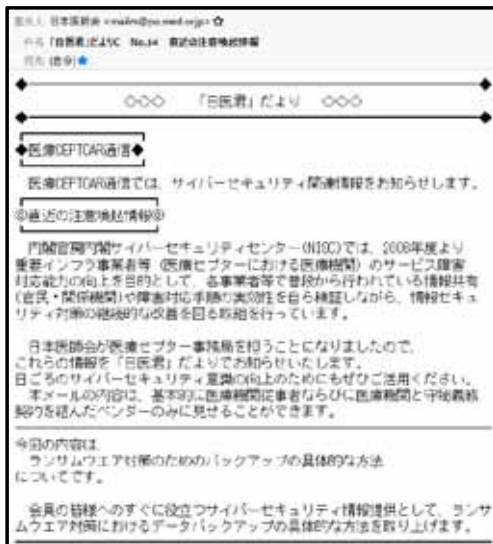 日本医師会
「日医君」だより
No.14 直近の注意喚起情報
◇◇◇ 「日医君」だより ◇◇◇
◆医療CEPTOAR通信◆
医療CEPTOAR通信では、サイバーセキュリティ関連情報をお知らせします。
◎直近の注意喚起情報◎
内閣官房内閣サイバーセキュリティセンター(NISC)では、2006年度より
重要インフラ事業者等(医療セプターにおける医療機関)のサービス障害
対応能力の向上を目的として、各事業者等で普段から行われている情報共有
(官民・関係機関)や障害対応手順の実効性を自ら検証しながら、情報セキュ
リティ対策の継続的な改善を図る取組を行っています。
日本医師会が医療セプター事務局を担うことになりましたので、
これらの情報を「日医君」だよりでお知らせいたします。
日ごろのサイバーセキュリティ意識の向上のためにもぜひご活用ください。
本メールの内容は、基本的に医療機関従事者ならびに医療機関と守秘義務
契約を結んだベンダーのみに見せることができます。
今回の内容は、
ランサムウエア対策のためのバックアップの具体的な方法
についてです。
会員の皆様へのすぐに役立つサイバーセキュリティ情報提供として、ランサ
ムウエア対策におけるデータバックアップの具体的な方法を取り上げます。